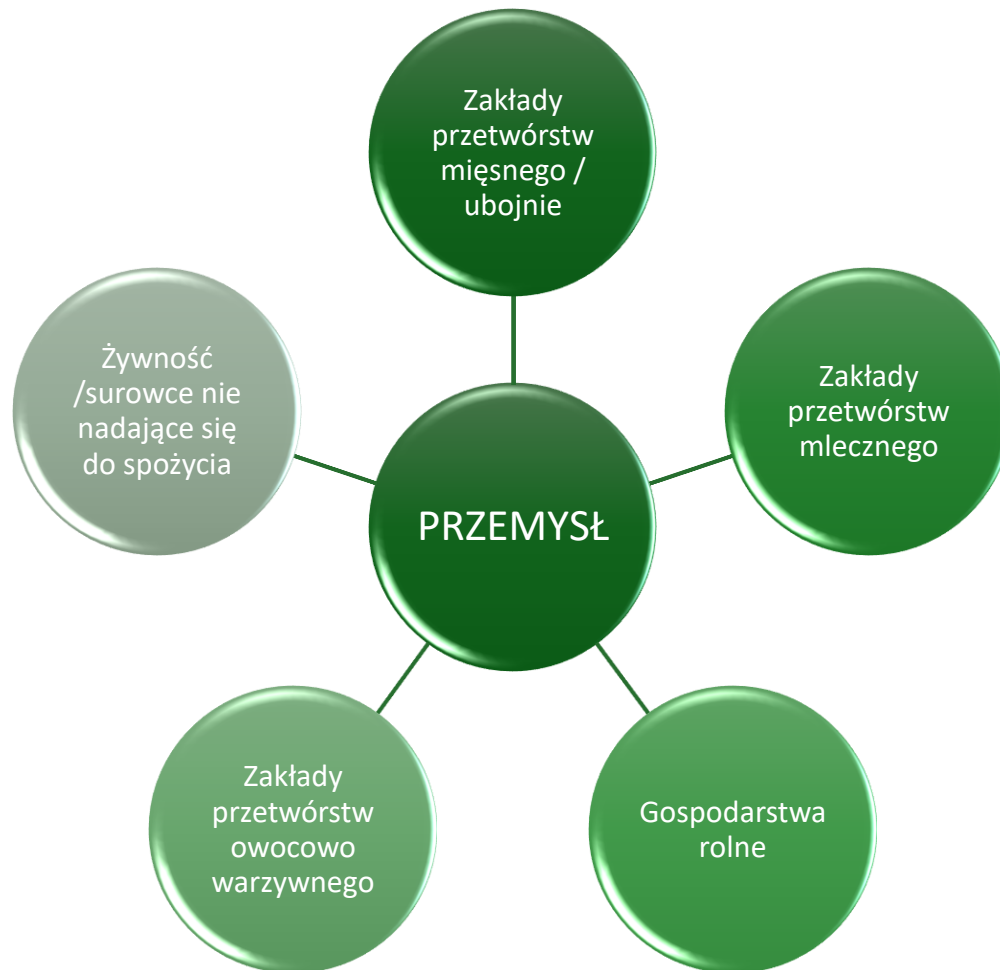 Zakłady
przetwórstw
mięsnego /
ubojnie
Żywność
/surowce nie
nadające się
do spożycia
Zakłady
przetwórstw
mlecznego
PRZEMYSŁ
Zakłady
przetwórstw
owocowo
warzywnego
Gospodarstwa
rolne